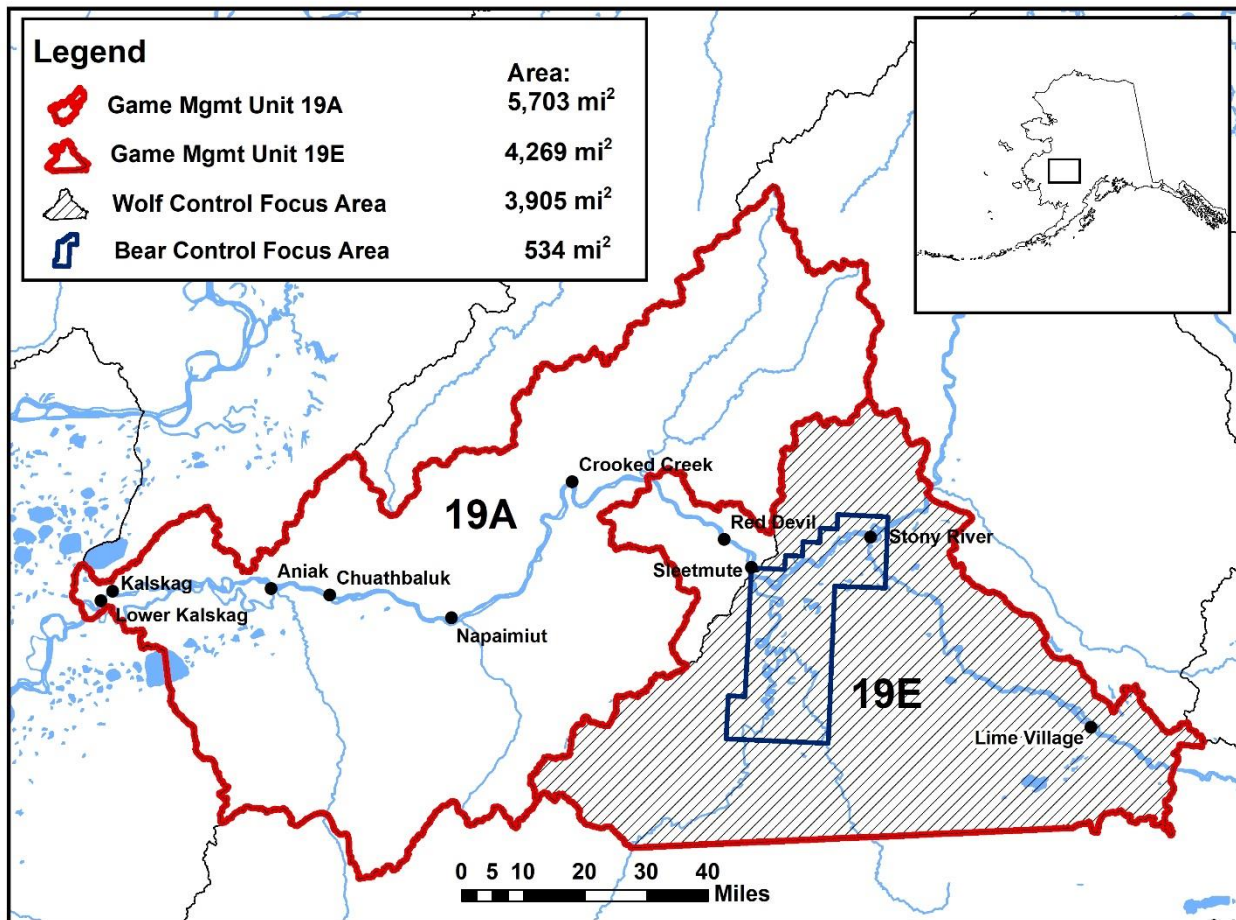 Legend
Area:
Game Mgmt Unit 19A 5,703 mi²
Game Mgmt Unit 19E 4,269 mi²
Wolf Control Focus Area 3,905 mi²
Bear Control Focus Area 534 mi²
Crooked Creek
19A
Red Devil
Stony River
Sleetmute
Aniak
Kalskag
Chuathbaluk
Lower Kalskag
Napaimiut
19E
Lime Village
0 5 10 20 30 40
Miles